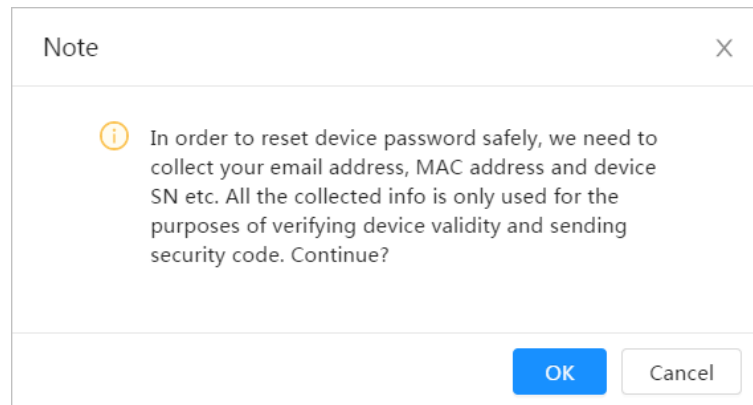 Note
In order to reset device password safely, we need to
collect your email address, MAC address and device
SN etc. All the collected info is only used for the
purposes of verifying device validity and sending
security code. Continue?
OK
Cancel